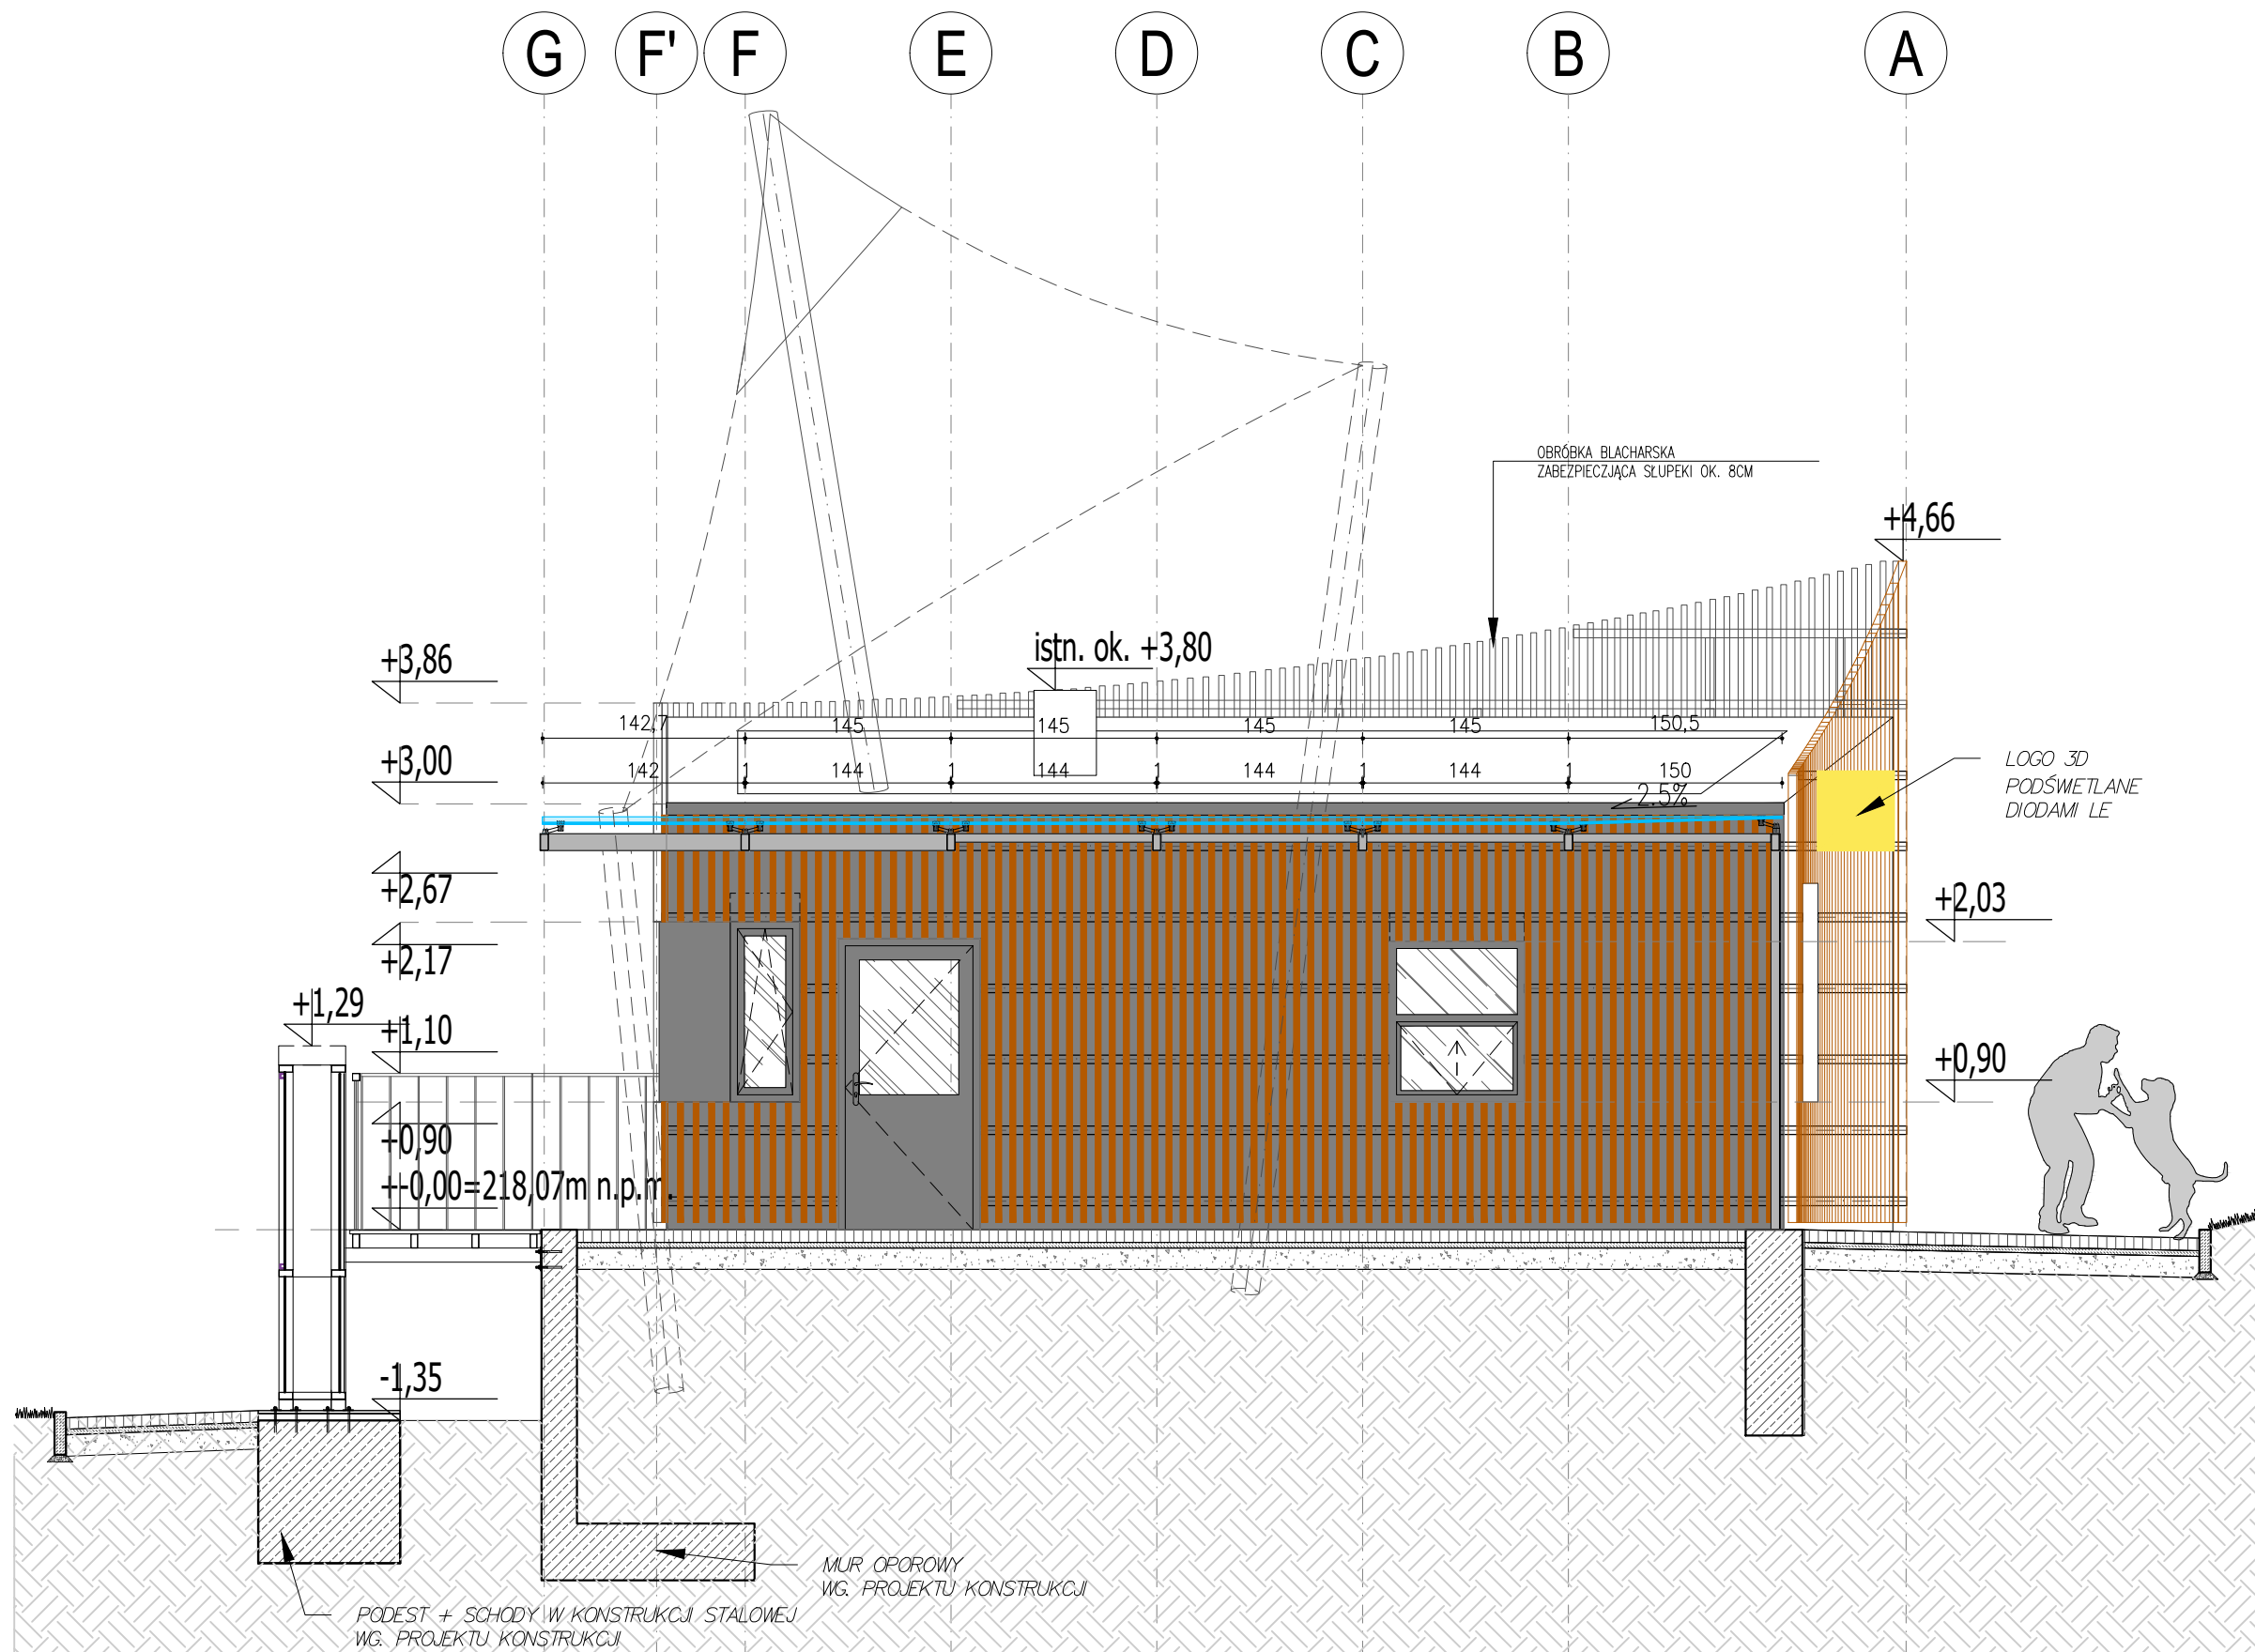 G F' F E D C B A
OBRÓBKA BLACHARSKA
ZABEZPIECZJĄCA SŁUPEKI OK. 8CM
+4,66
+3,86
istn. ok. +3,80
142,7 145 145 145 145 150,5
+3,00
142 1 144 1 144 1 144 1 144 1 150
2.5%
LOGO 3D
PODŚWETLANE
DIODAMI LE
+2,67
+2,03
+2,17
+1,29
+1,10
+0,90
+0,90
+-0,00=218,07m n.p.m.
-1,35
MUR OPOROWY
WG. PROJEKTU KONSTRUKCJI
PODEST + SCHODY W KONSTRUKCJI STALOWEJ
WG. PROJEKTU KONSTRUKCJI